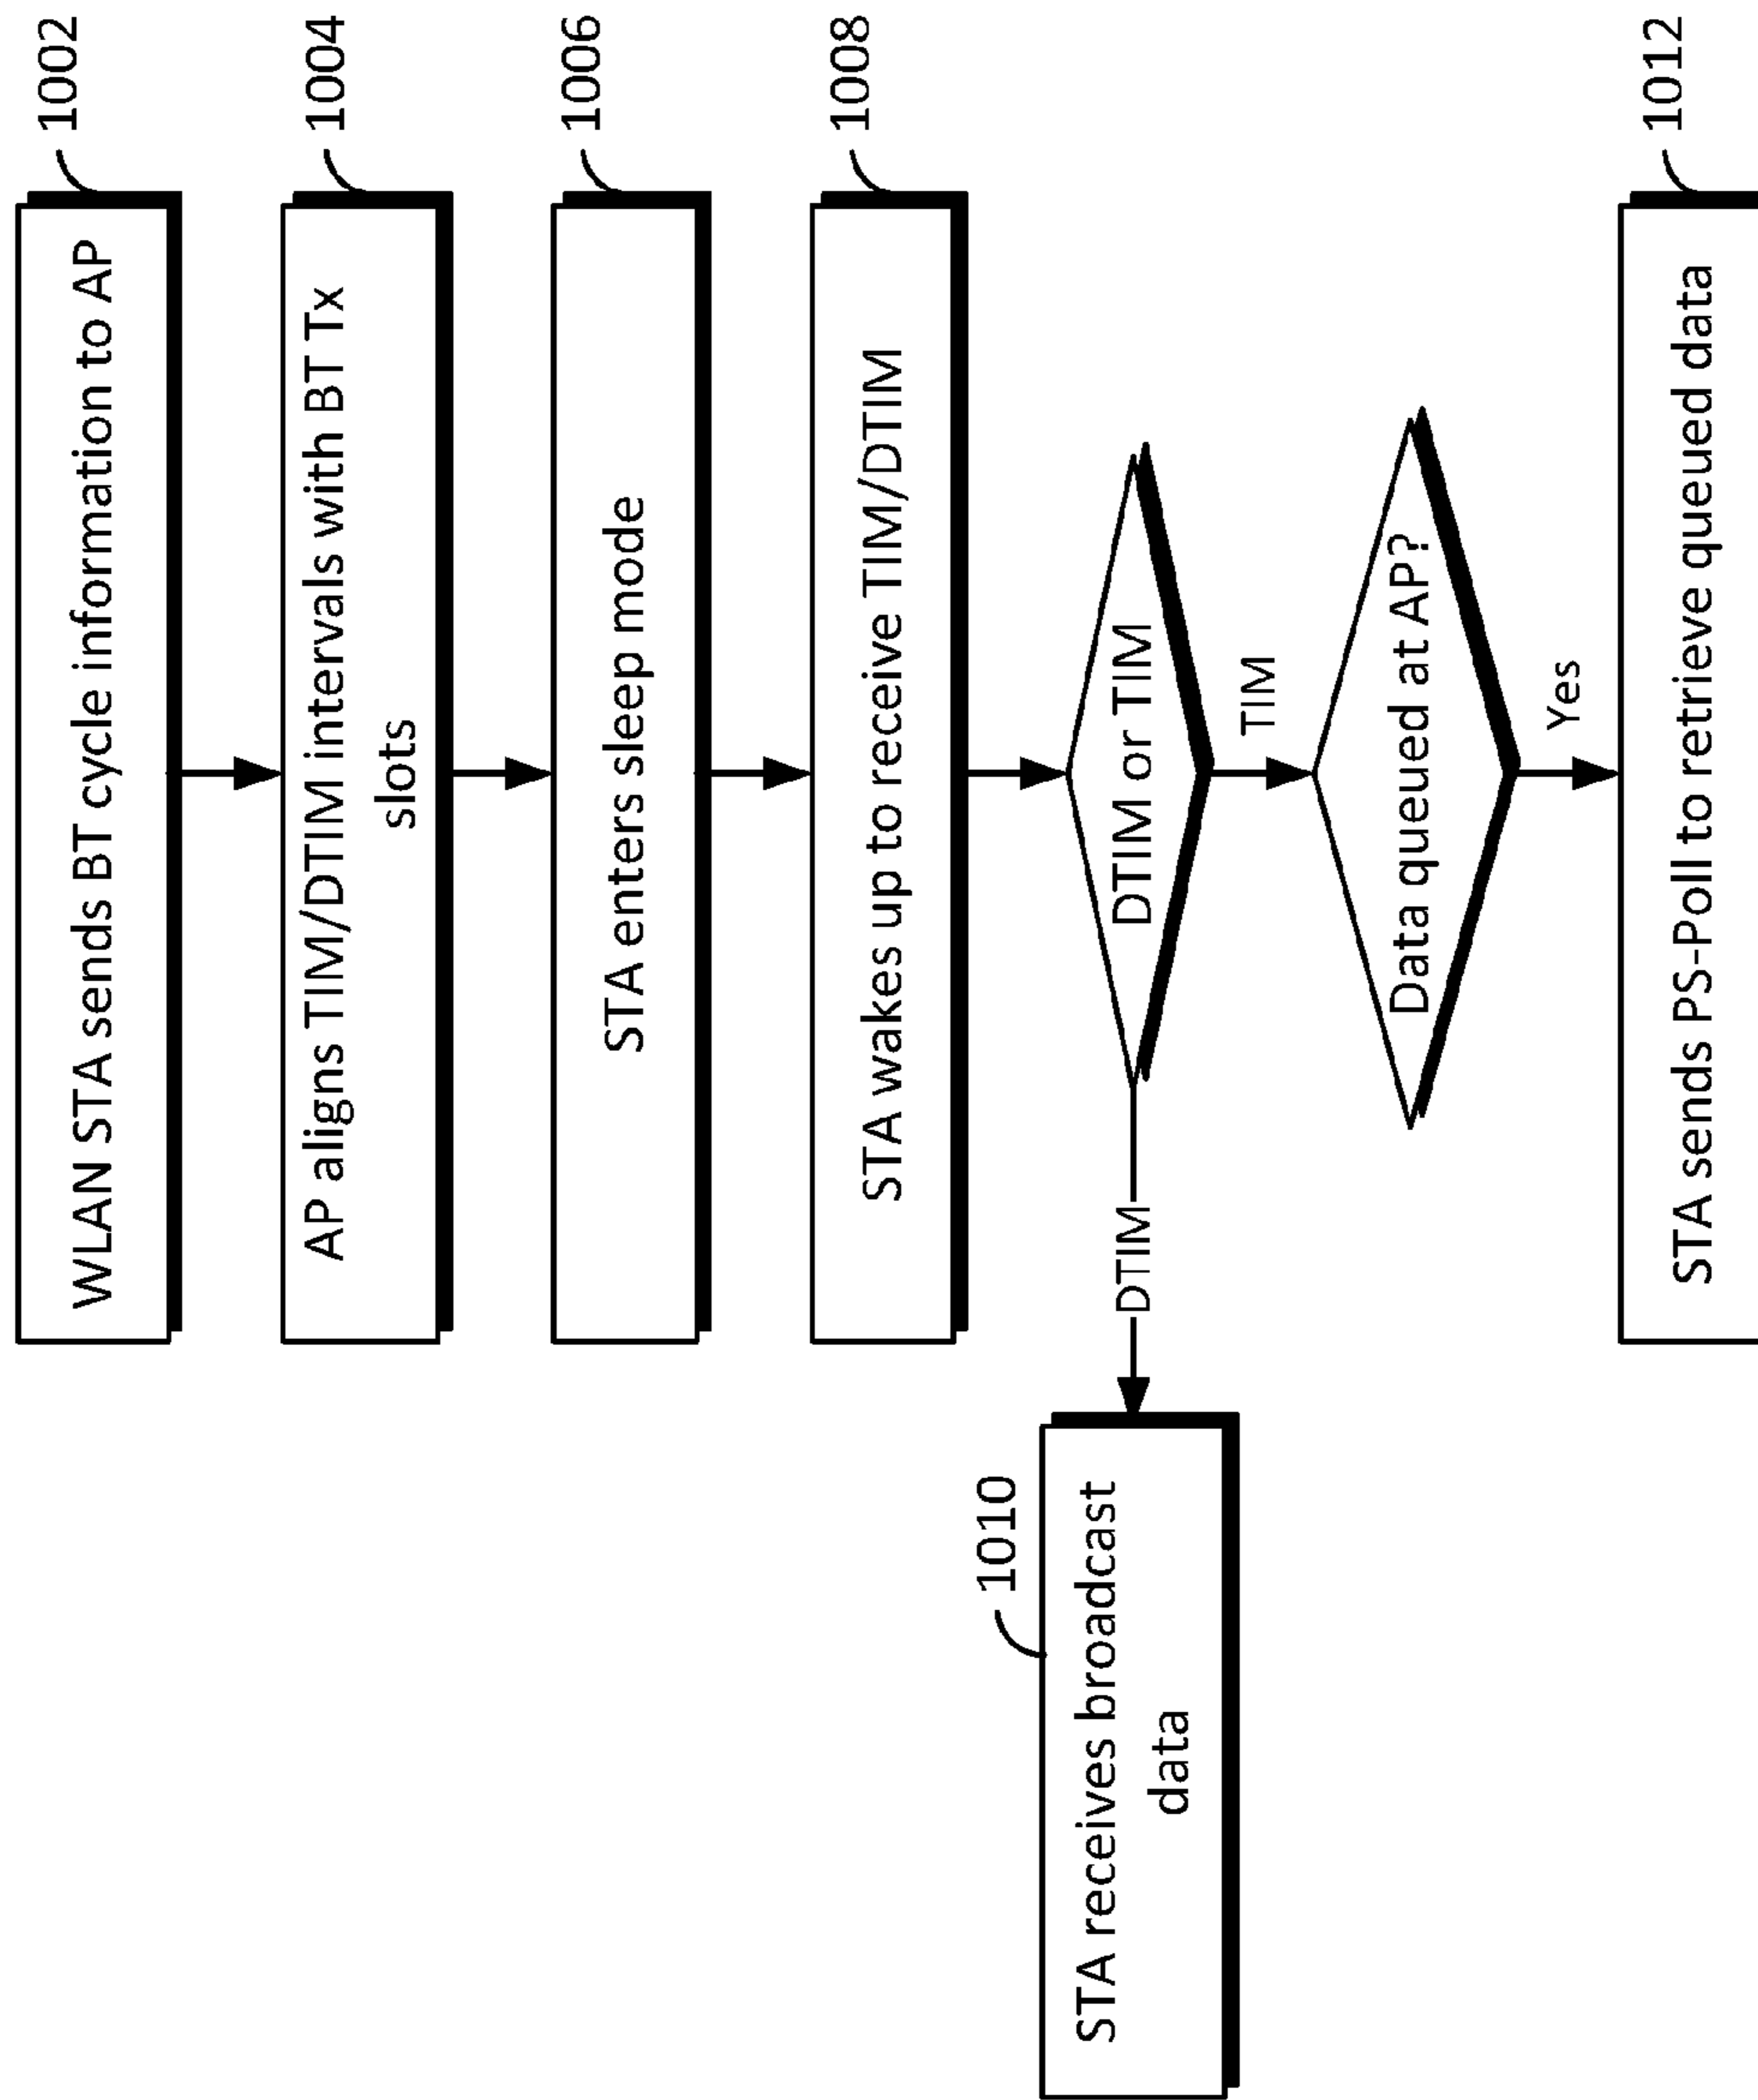 WLAN STA sends BT cycle information to AP
1002
AP aligns TIM/DTIM intervals with BT Tx
slots
1004
STA enters sleep mode
1006
STA wakes up to receive TIM/DTIM
1008
DTIM or TIM
DTIM
1010
STA receives broadcast
data
TIM
Data queued at AP?
Yes
STA sends PS-Poll to retrieve queued data
1012